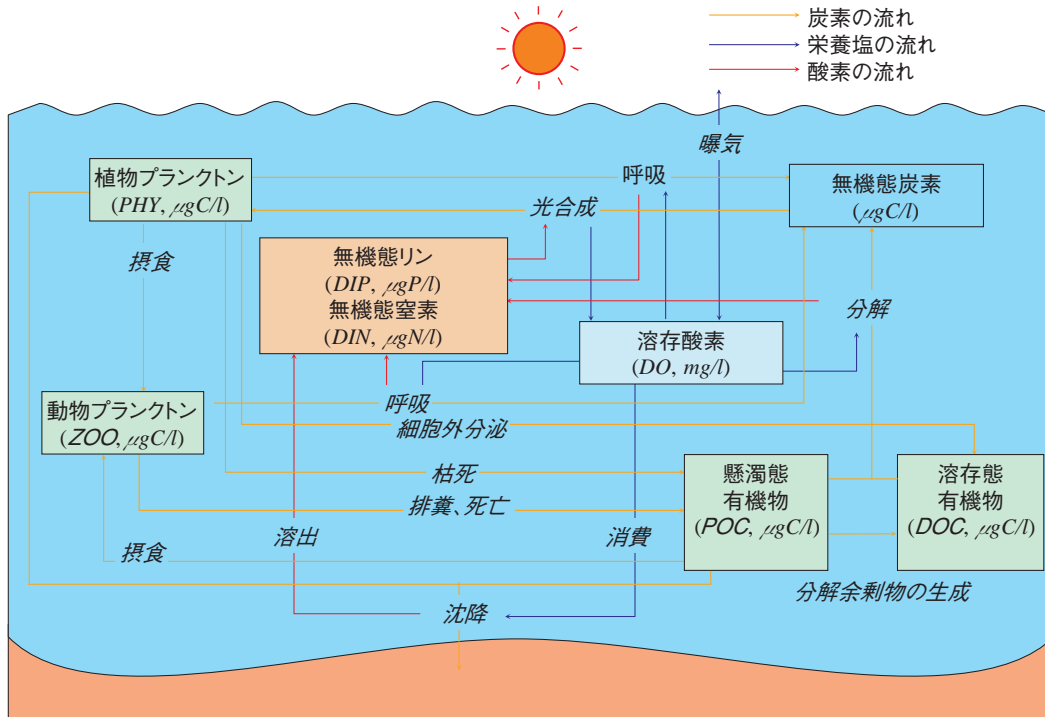 炭素の流れ
栄養塩の流れ
酸素の流れ
曝気
植物プランクトン
(PHY, μgC/l)
呼吸
無機態炭素
(μgC/l)
光合成
摂食
無機態リン
(DIP, μgP/l)
無機態窒素
(DIN, μgN/l)
分解
溶存酸素
(DO, mg/l)
動物プランクトン
(ZOO, μgC/l)
呼吸
細胞外分泌
枯死
懸濁態
有機物
(POC, μgC/l)
溶存態
有機物
(DOC, μgC/l)
排糞、死亡
摂食
溶出
消費
分解余剰物の生成
沈降